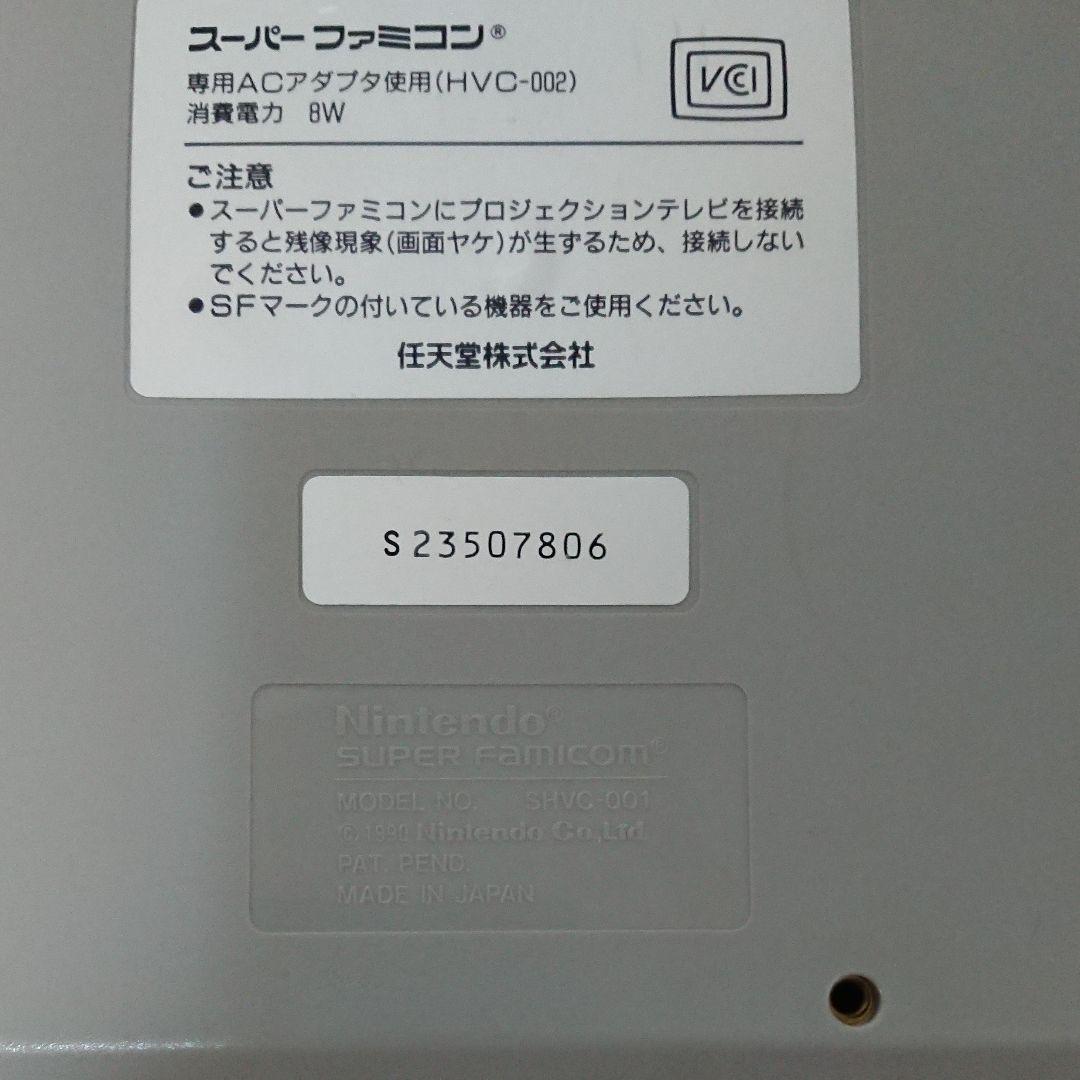 スーパーファミコン®
専用ACアダプタ使用(HVC-002)
消費電力 8W
VCCI
ご注意
●スーパーファミコンにプロジェクションテレビを接続
すると残像現象(画面ヤケ)が生ずるため、接続しない
でください。
●SFマークの付いている機器をご使用ください。
任天堂株式会社
S23507806
Nintendo®
SUPER FAMICOM®
MODEL NO. SHVC-001
© 1990 Nintendo Co.,Ltd
PAT. PEND.
MADE IN JAPAN